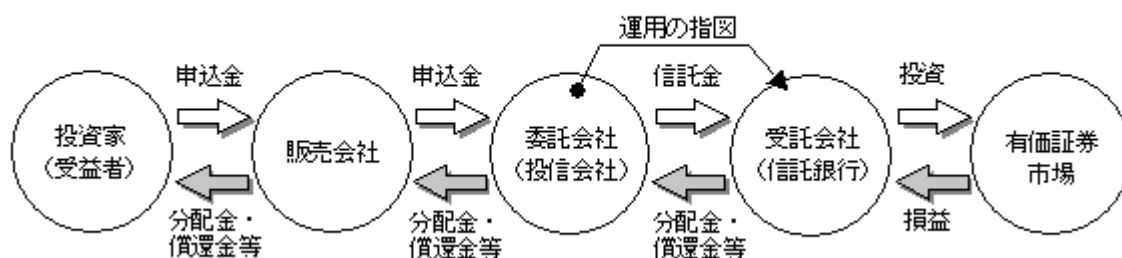 運用の指図
申込金
申込金
信託金
投資
投資家
(受益者)
販売会社
委託会社
(投信会社)
受託会社
(信託銀行)
有価証券
市場
分配金・
償還金等
分配金・
償還金等
分配金・
償還金等
損益